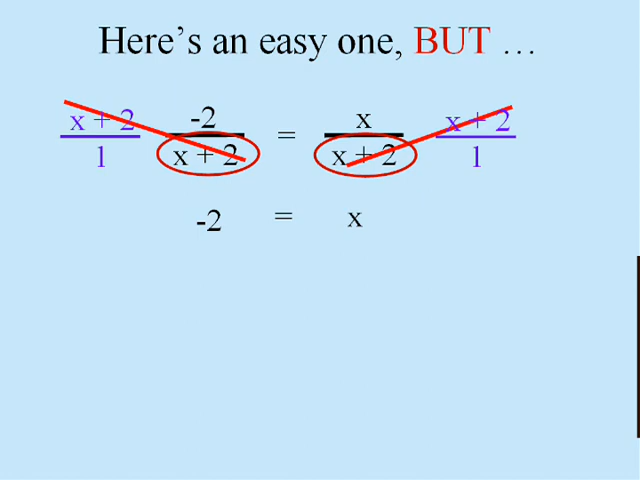 Here's an easy one, BUT …
x + 2 -2 = x x + 2
1 x + 2 x + 2 1
-2 = x